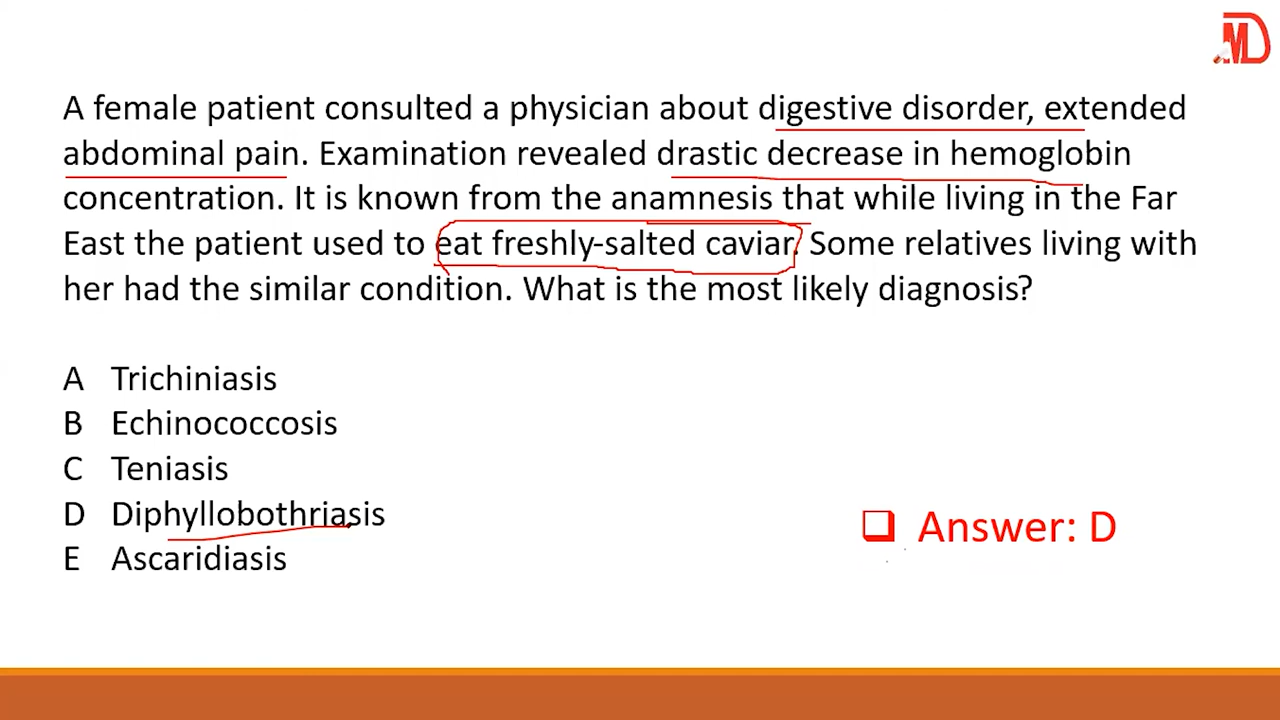 MD
A female patient consulted a physician about digestive disorder, extended
abdominal pain. Examination revealed drastic decrease in hemoglobin
concentration. It is known from the anamnesis that while living in the Far
East the patient used to eat freshly-salted caviar. Some relatives living with
her had the similar condition. What is the most likely diagnosis?
A Trichiniasis
B Echinococcosis
C Teniasis
D Diphyllobothriasis
E Ascaridiasis
❑ Answer: D